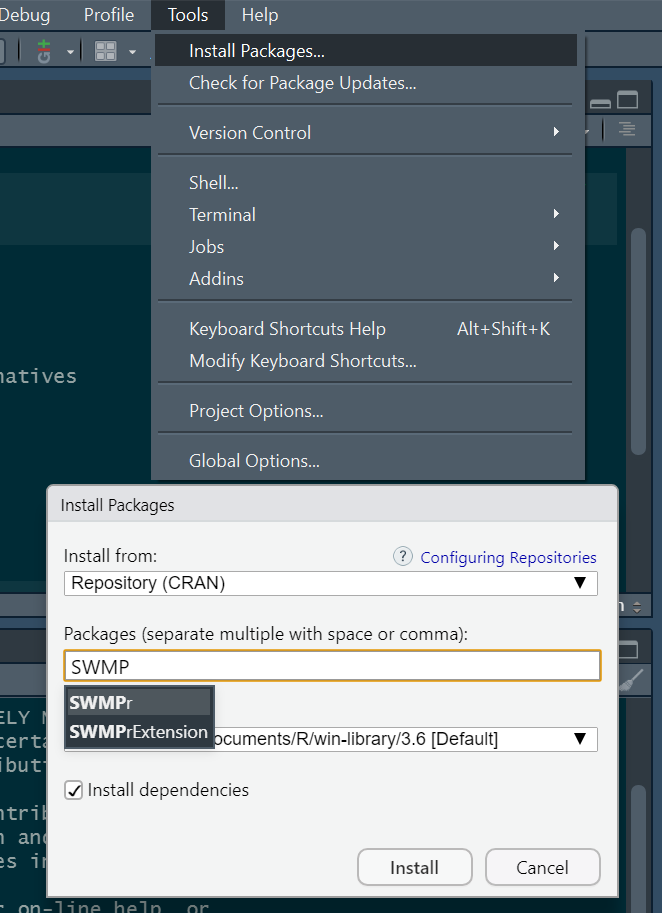 Debug Profile Tools Help
Install Packages...
Check for Package Updates...
Version Control
Shell...
Terminal
Jobs
Addins
Keyboard Shortcuts Help Alt+Shift+K
Modify Keyboard Shortcuts...
natives
Project Options...
Global Options...
Install Packages
Install from: ? Configuring Repositories
Repository (CRAN)
Packages (separate multiple with space or comma):
SWMP
SWMPr
SWMPrExtension
ocuments/R/win-library/3.6 [Default]
Install dependencies
Install Cancel
ELY N
certa
ibut
ntrib
n and
es in
r on-line help, or